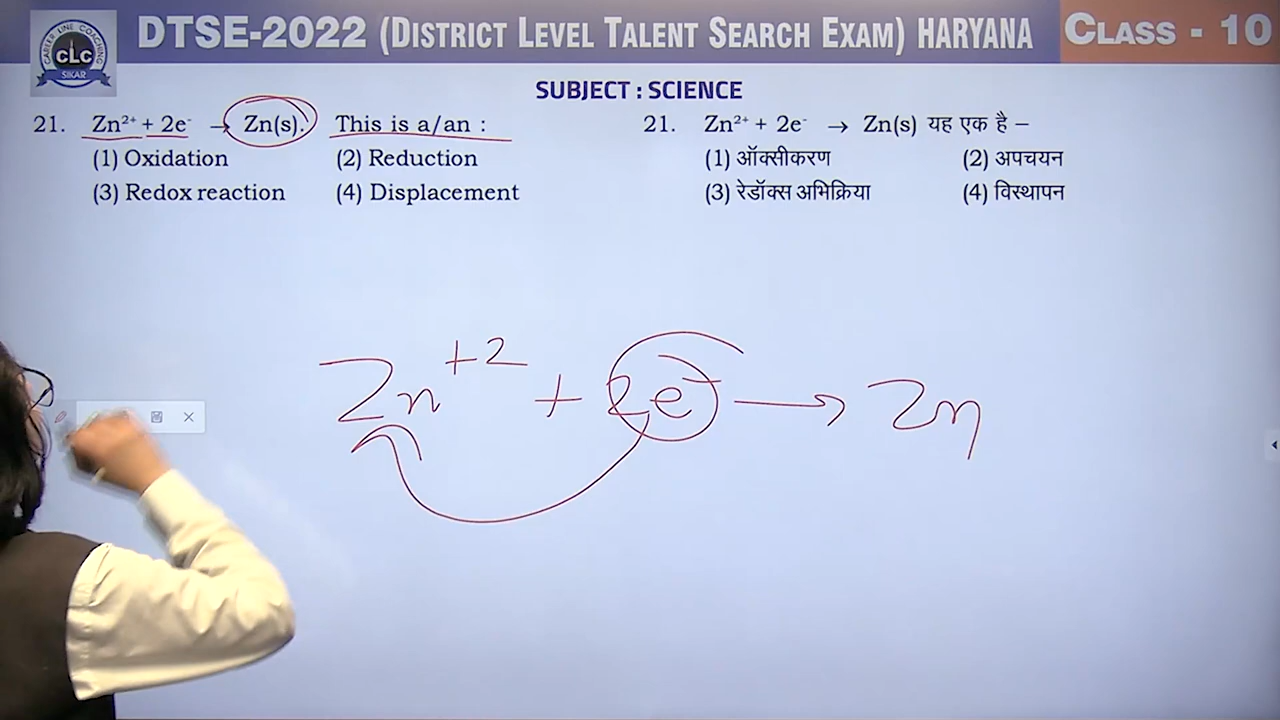 CAREER LINE COACHING
CLC
SIKAR
DTSE-2022 (DISTRICT LEVEL TALENT SEARCH EXAM) HARYANA
CLASS - 10
SUBJECT : SCIENCE
21. Zn²⁺ + 2e⁻ → Zn(s). This is a/an :
(1) Oxidation (2) Reduction
(3) Redox reaction (4) Displacement
21. Zn²⁺ + 2e⁻ → Zn(s) यह एक है –
(1) ऑक्सीकरण (2) अपचयन
(3) रेडॉक्स अभिक्रिया (4) विस्थापन
Zn⁺² + 2e⁻ → Zn